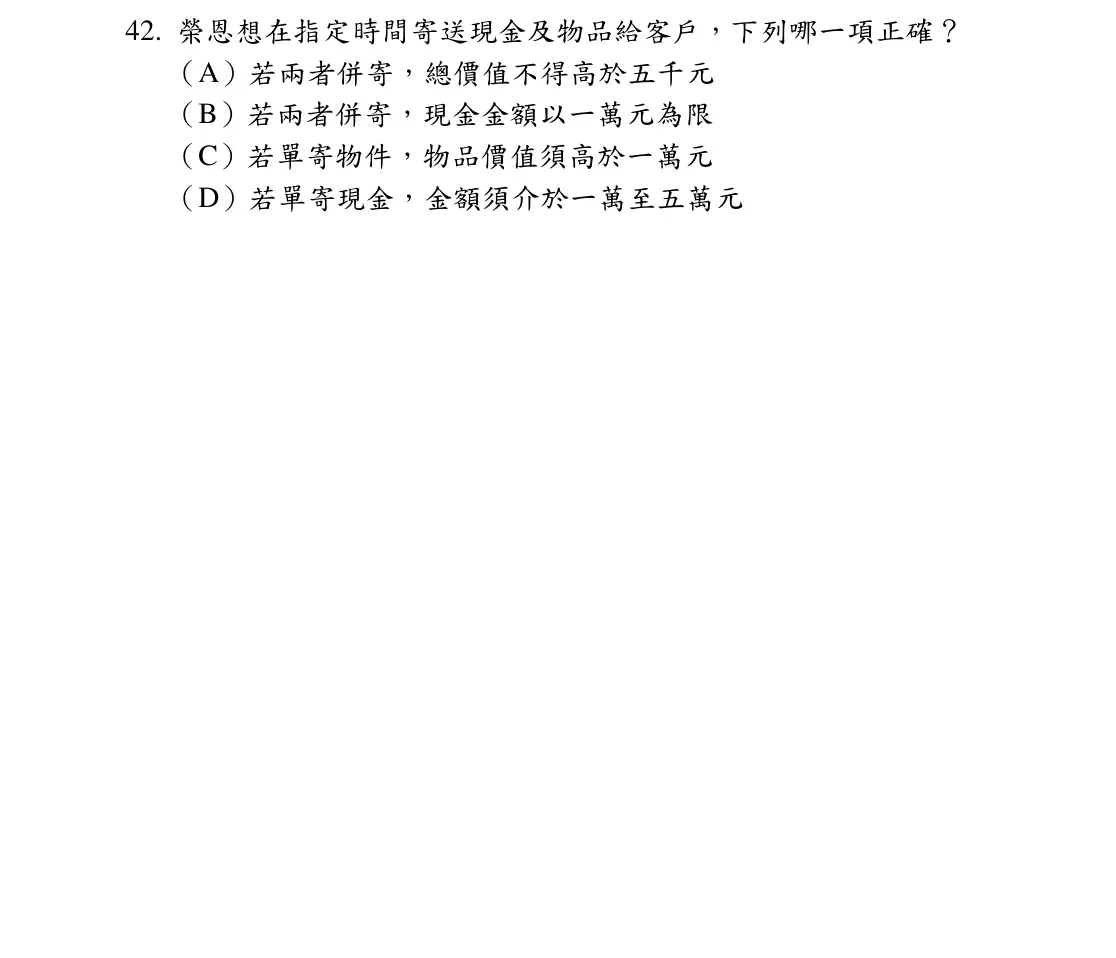 42. 榮恩想在指定時間寄送現金及物品給客戶，下列哪一項正確？
（A）若兩者併寄，總價值不得高於五千元
（B）若兩者併寄，現金金額以一萬元為限
（C）若單寄物件，物品價值須高於一萬元
（D）若單寄現金，金額須介於一萬至五萬元